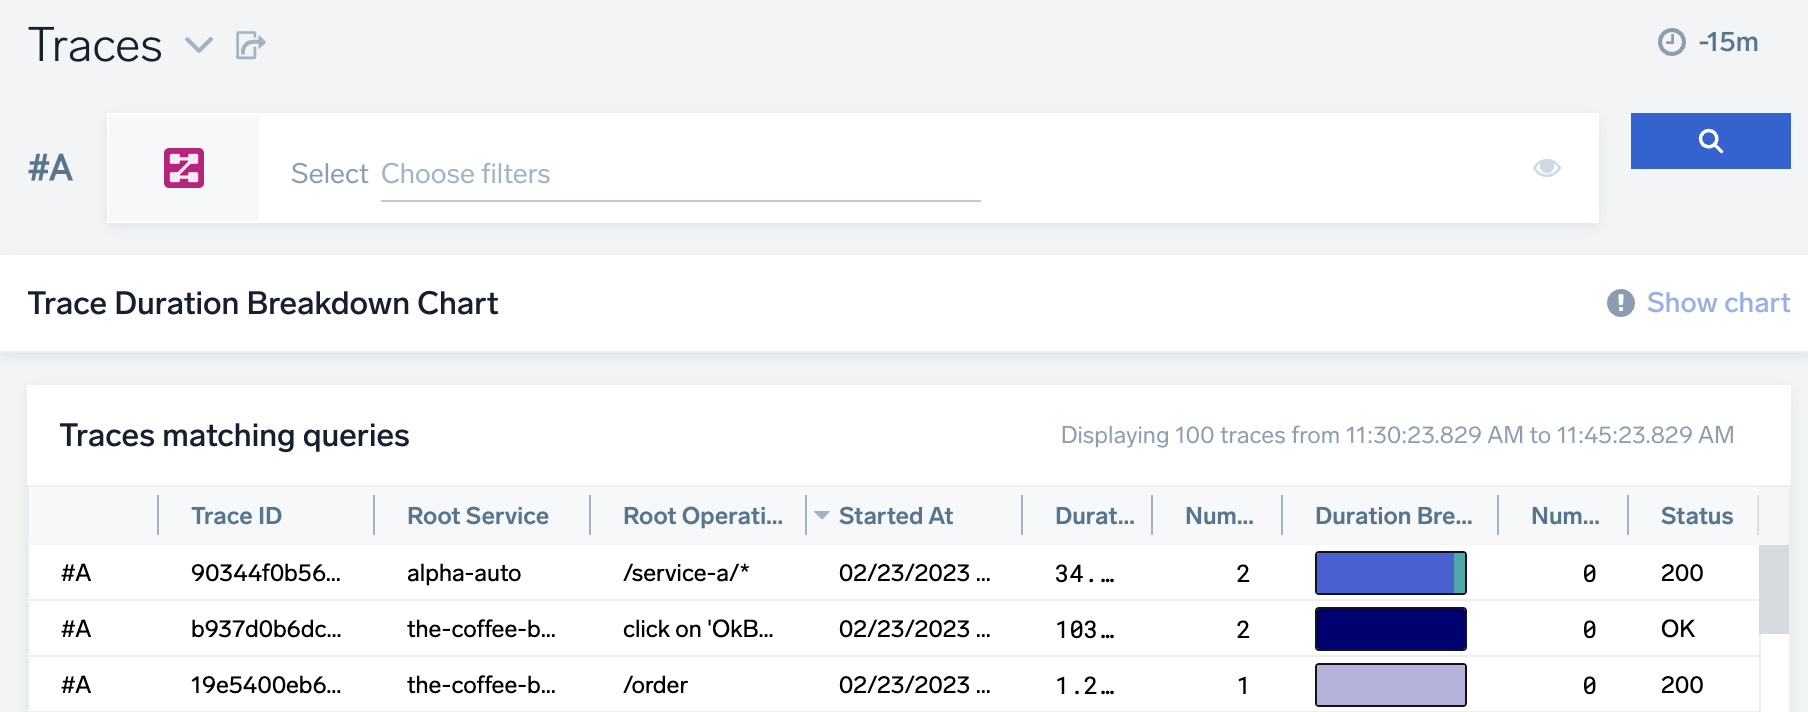 Traces
-15m
#A
Select Choose filters
Trace Duration Breakdown Chart
Show chart
Traces matching queries
Displaying 100 traces from 11:30:23.829 AM to 11:45:23.829 AM
Trace ID Root Service Root Operati... Started At Durat... Num... Duration Bre... Num... Status
#A 90344f0b56... alpha-auto /service-a/* 02/23/2023 ... 34.... 2 0 200
#A b937d0b6dc... the-coffee-b... click on 'OkB... 02/23/2023 ... 103... 2 0 OK
#A 19e5400eb6... the-coffee-b... /order 02/23/2023 ... 1.2... 1 0 200